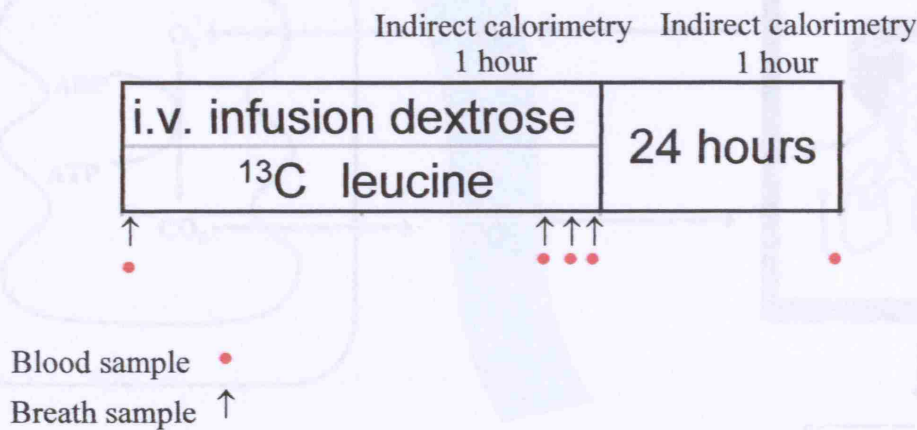 Indirect calorimetry Indirect calorimetry
1 hour 1 hour
i.v. infusion dextrose
¹³C leucine
24 hours
Blood sample
Breath sample